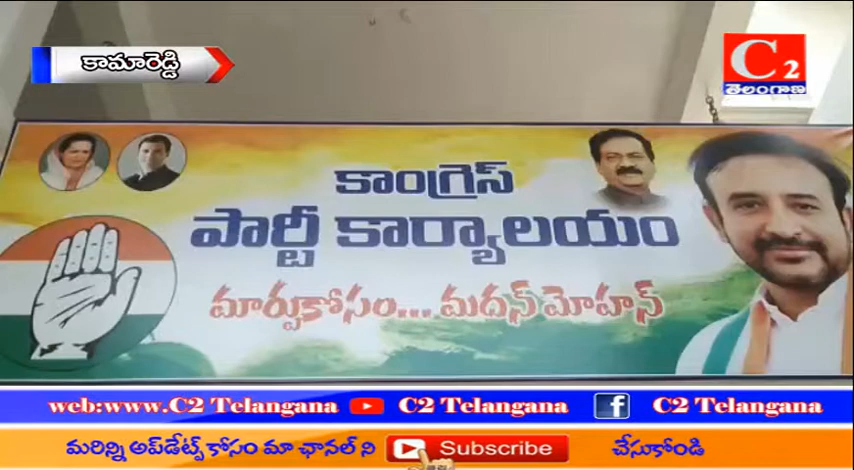 కామారెడ్డి
C2
తెలంగాణ
కాంగ్రెస్
పార్టీ కార్యాలయం
మార్పుకోసం... మదన్ మోహన్
web:www.C2 Telangana C2 Telangana f C2 Telangana
మరిన్ని అప్‌డేట్స్ కోసం మా ఛానల్ ని Subscribe చేసుకోండి